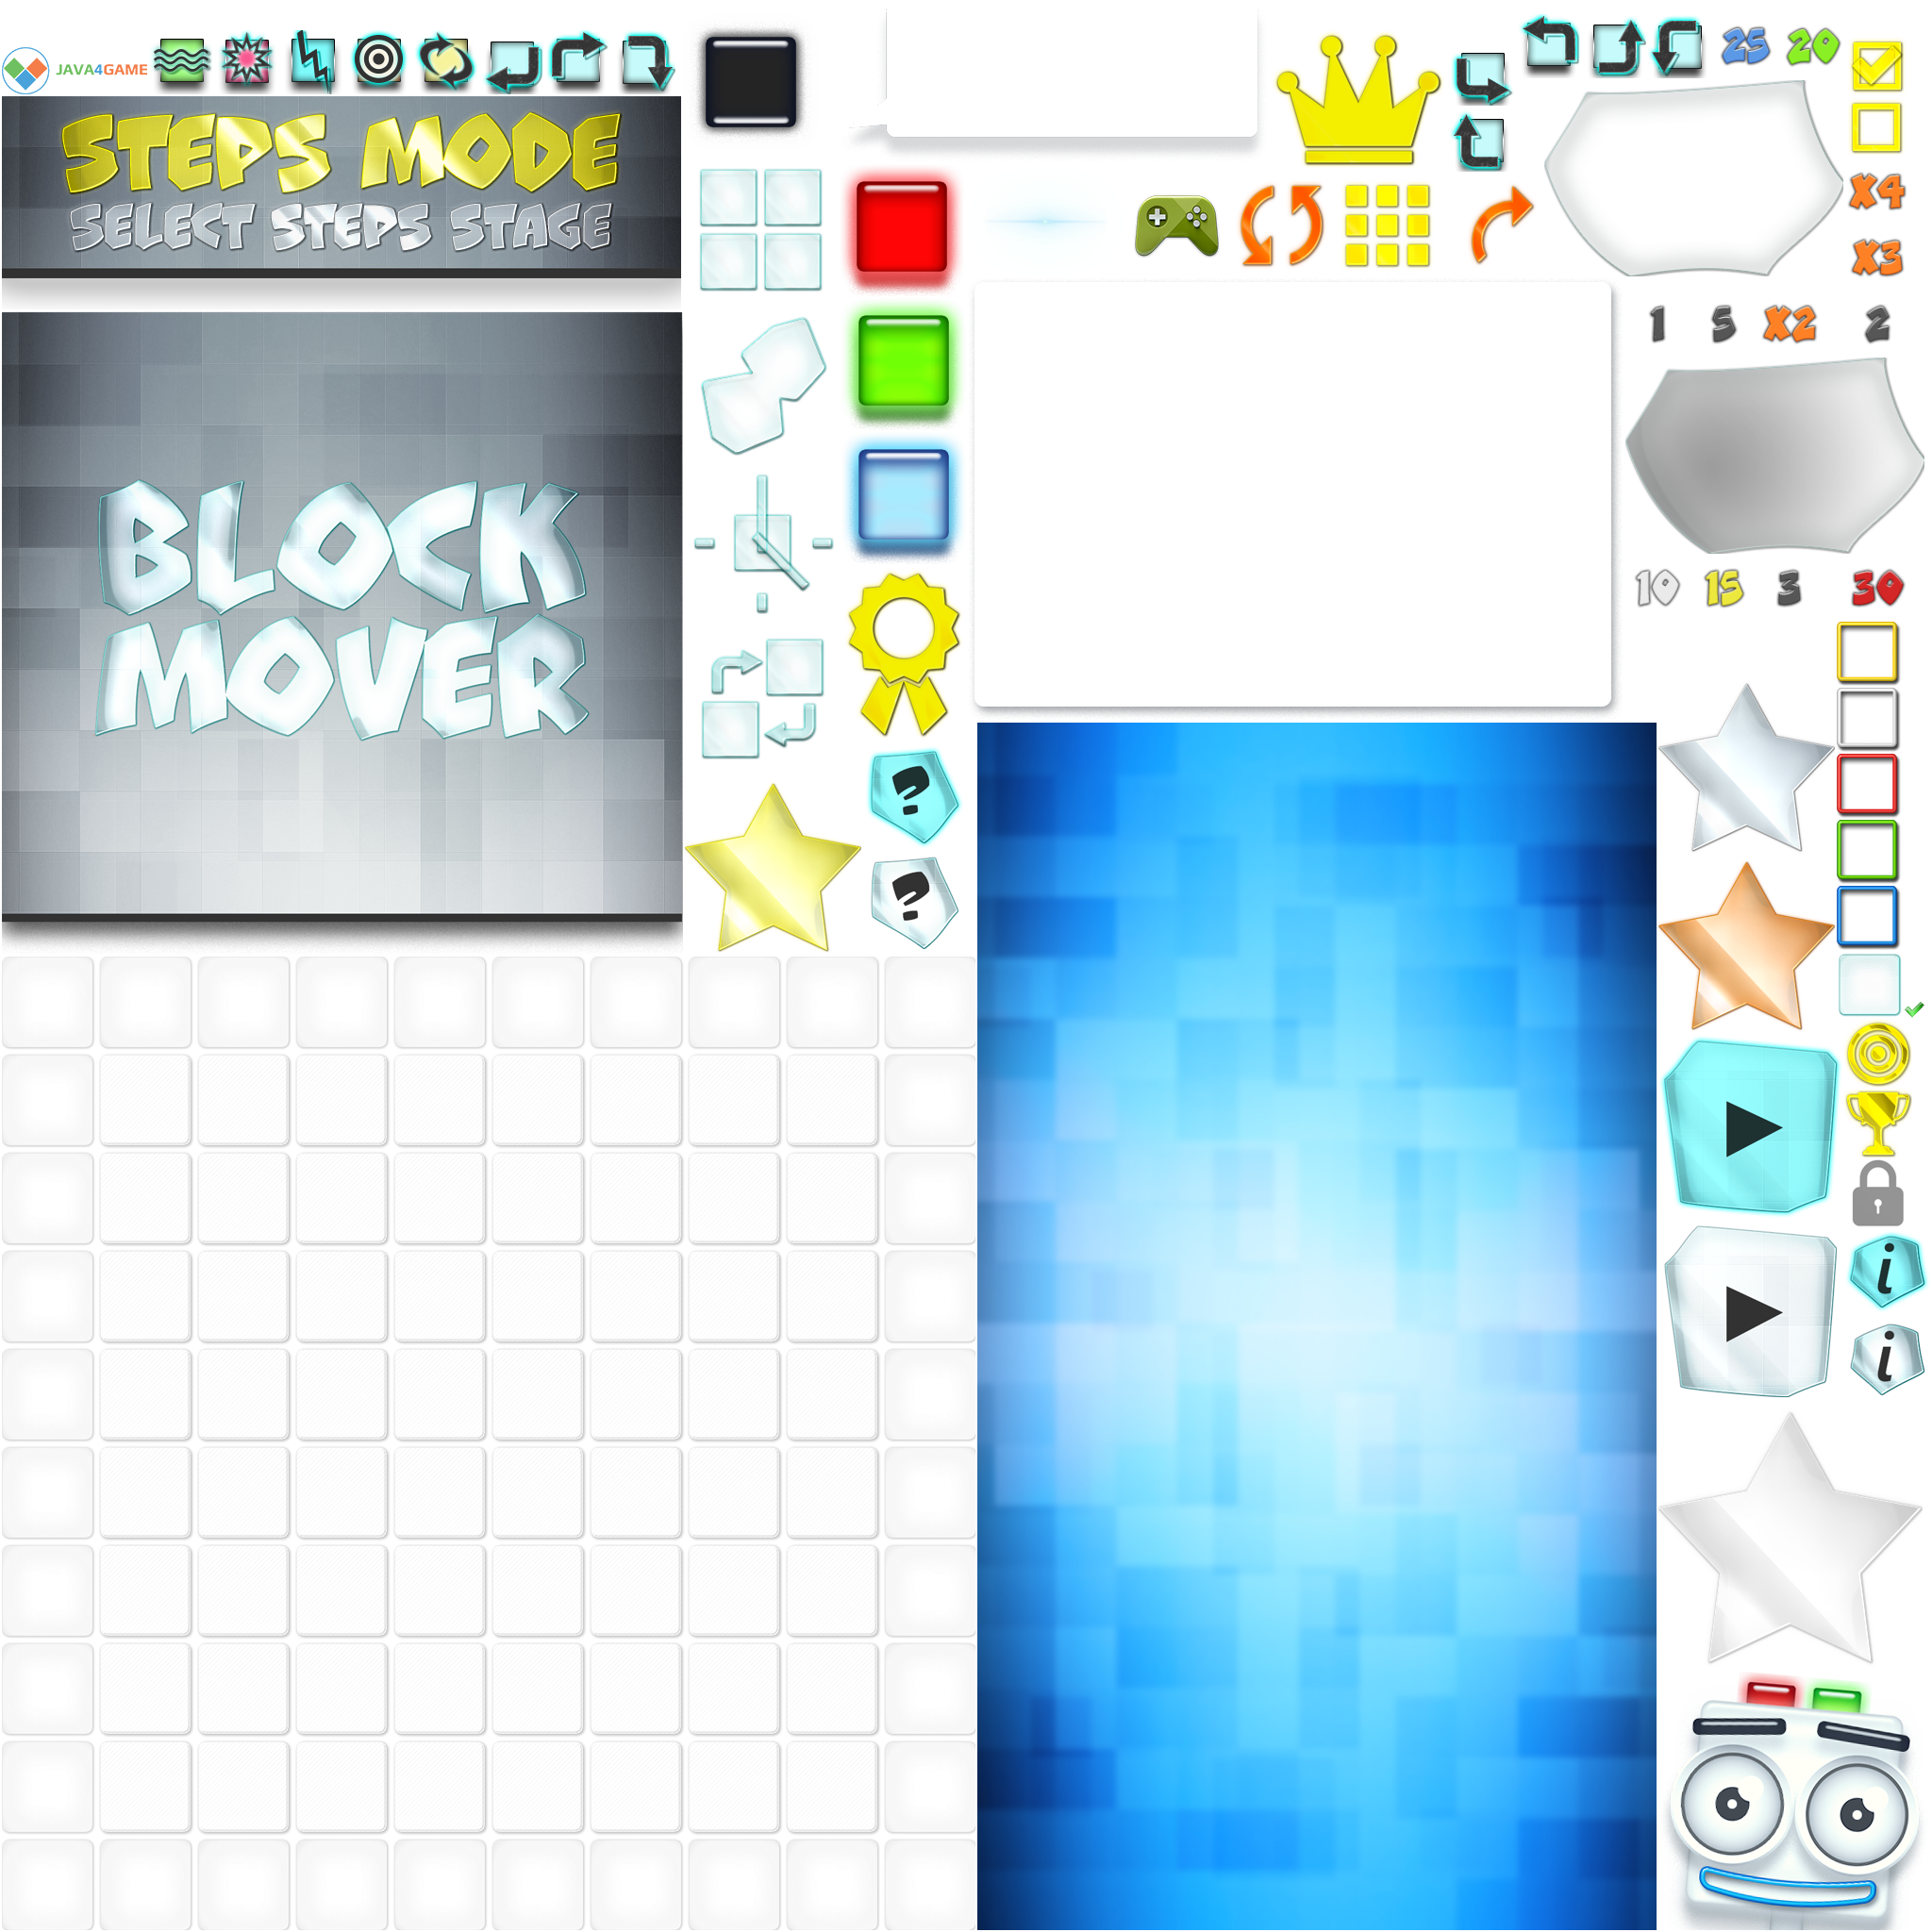 JAVA4GAME
25 20
STEPS MODE
SELECT STEPS STAGE
X4
X3
1 5 X2 2
BLOCK
MOVER
10 15 3 30
?
?
i
i